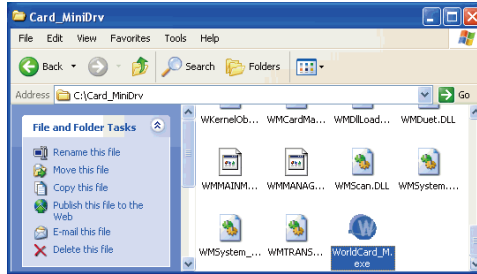 Card_MiniDrv
File Edit View Favorites Tools Help
Back Search Folders
Address C:\Card_MiniDrv Go
File and Folder Tasks
Rename this file
Move this file
Copy this file
Publish this file to the
Web
E-mail this file
Delete this file
WKernelOb... WMCardMa... WMDllLoad... WMDuet.DLL
WMMAINM... WMMANAG... WMScan.DLL WMSystem....
WMSystem_... WMTRANS... WorldCard_M.
exe